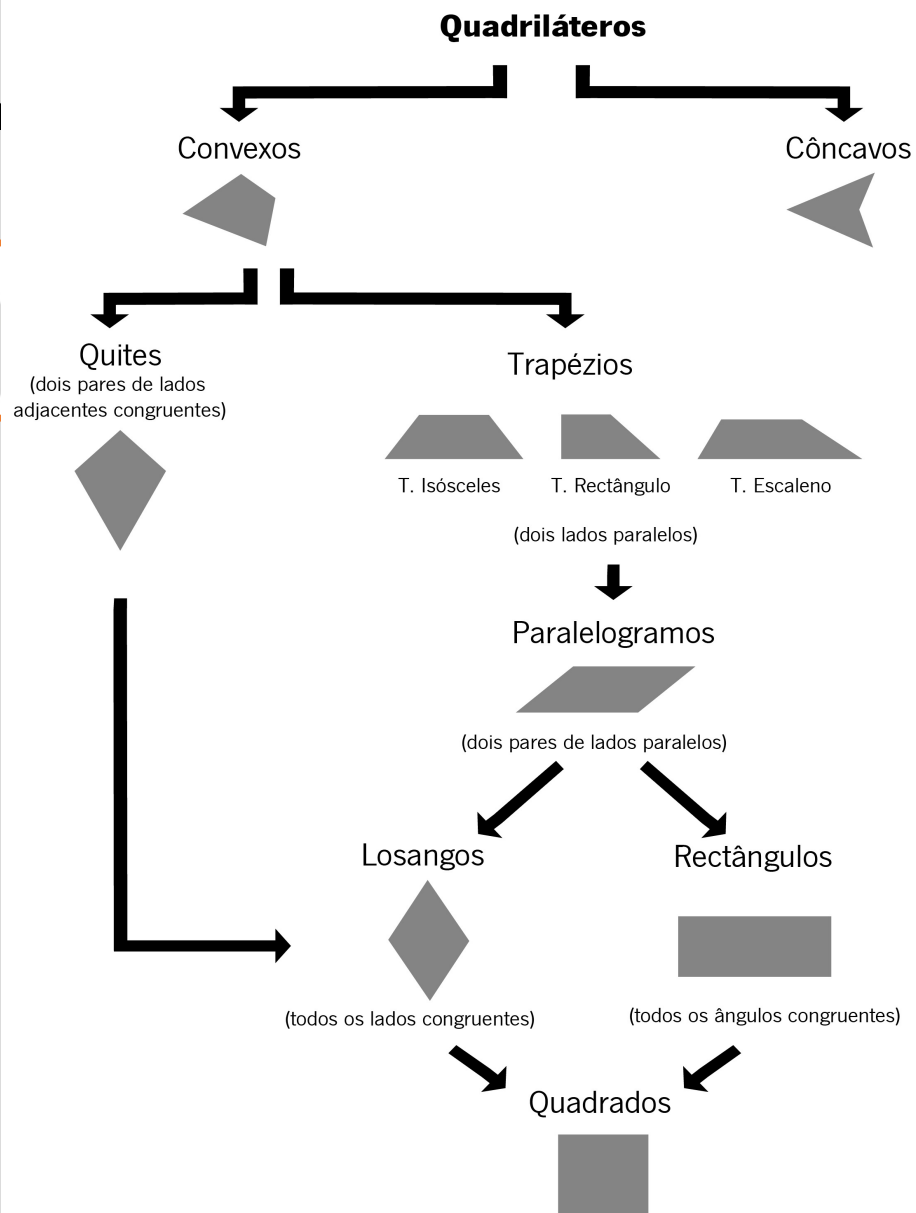 Quadriláteros
Convexos
Côncavos
Quites
(dois pares de lados
adjacentes congruentes)
Trapézios
T. Isósceles
T. Rectângulo
T. Escaleno
(dois lados paralelos)
Paralelogramos
(dois pares de lados paralelos)
Losangos
Rectângulos
(todos os lados congruentes)
(todos os ângulos congruentes)
Quadrados